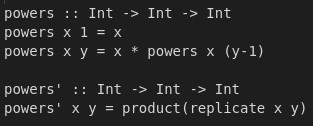 powers :: Int -> Int -> Int
powers x 1 = x
powers x y = x * powers x (y-1)
powers' :: Int -> Int -> Int
powers' x y = product(replicate x y)